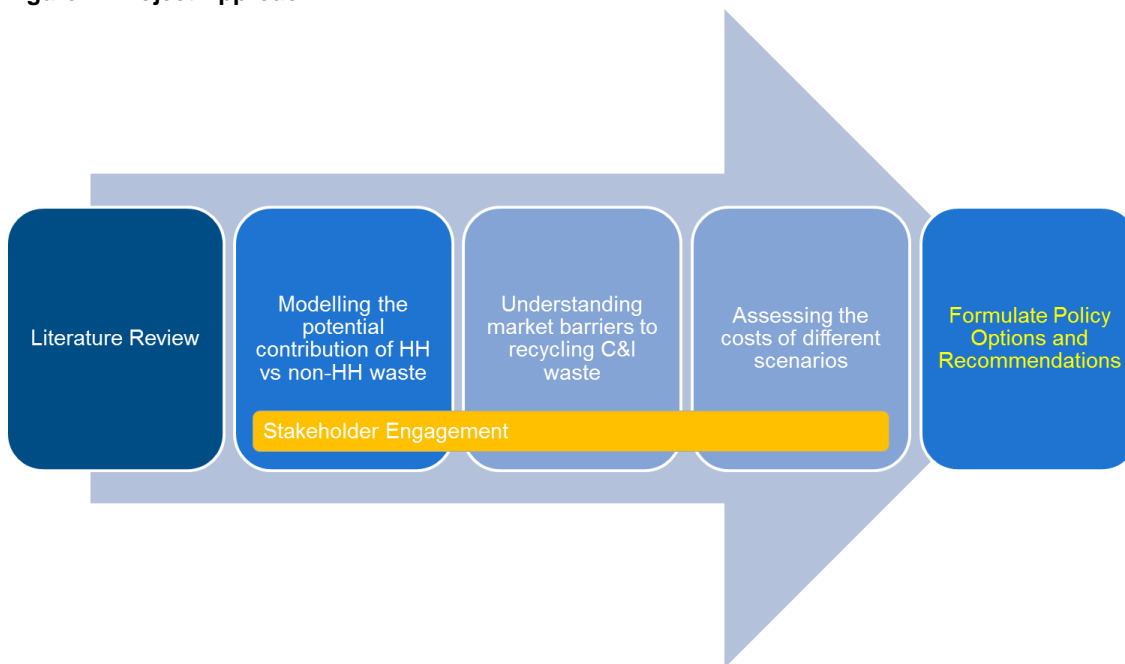 Literature Review
Modelling the
potential
contribution of HH
vs non-HH waste
Understanding
market barriers to
recycling C&I
waste
Assessing the
costs of different
scenarios
Formulate Policy
Options and
Recommendations
Stakeholder Engagement